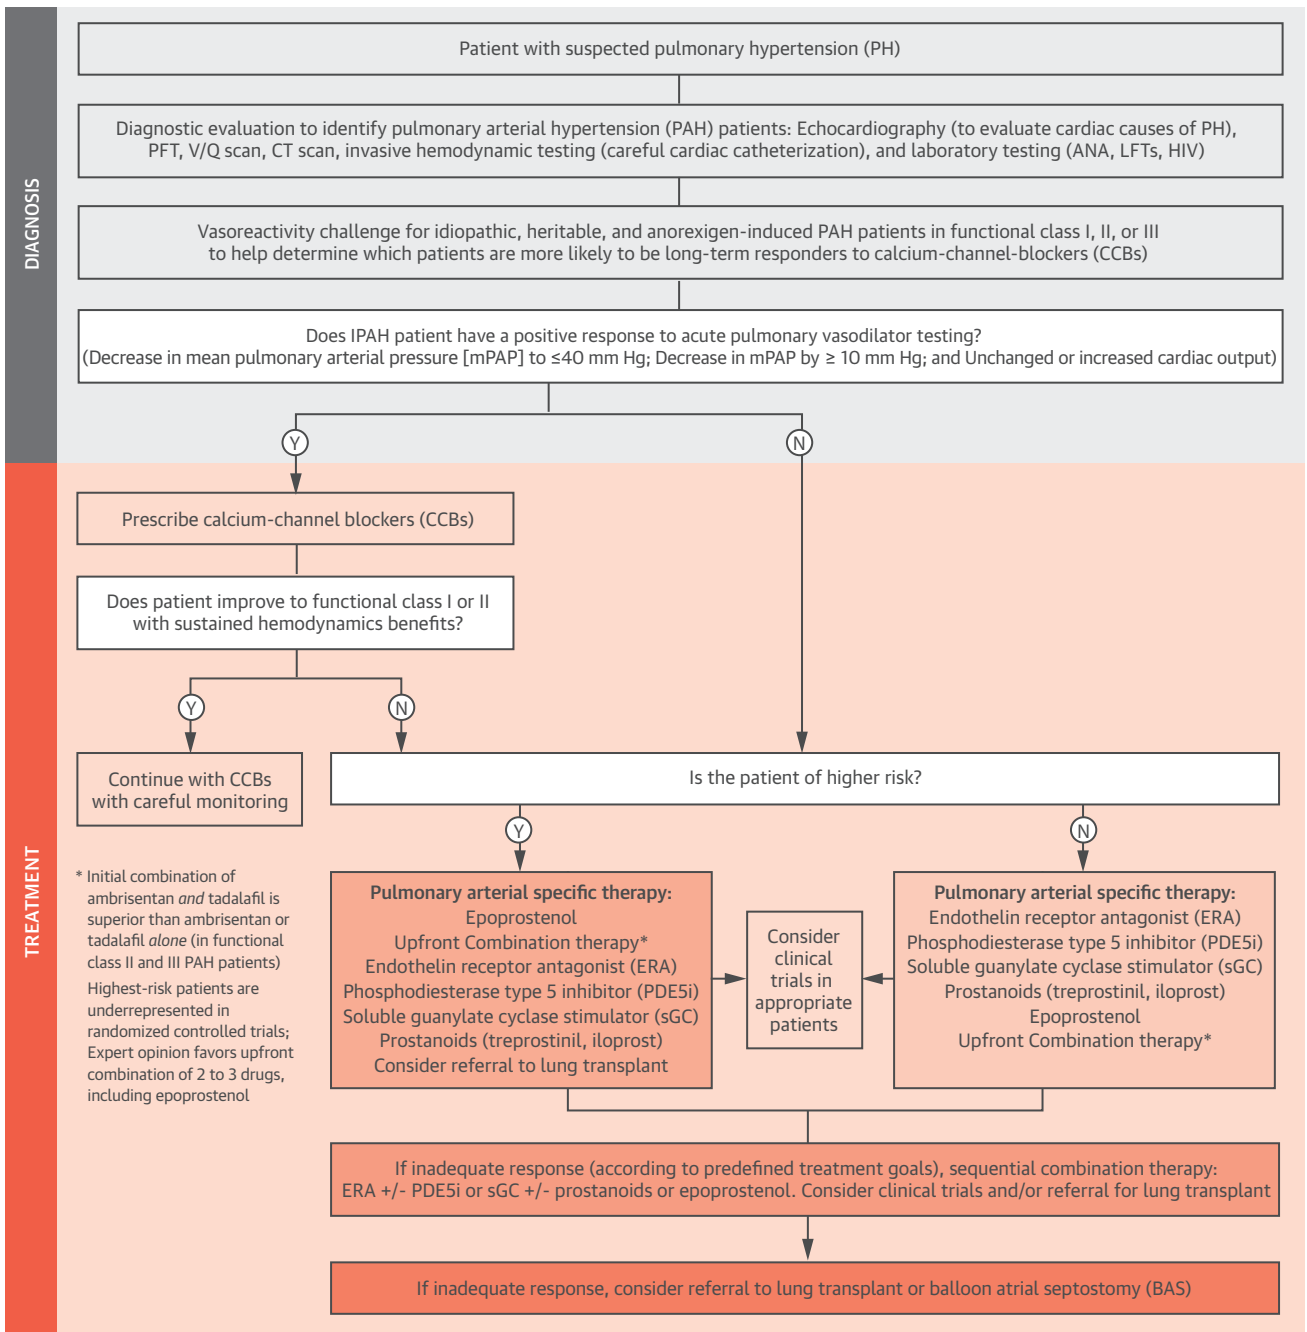 DIAGNOSIS
Patient with suspected pulmonary hypertension (PH)
Diagnostic evaluation to identify pulmonary arterial hypertension (PAH) patients: Echocardiography (to evaluate cardiac causes of PH),
PFT, V/Q scan, CT scan, invasive hemodynamic testing (careful cardiac catheterization), and laboratory testing (ANA, LFTs, HIV)
Vasoreactivity challenge for idiopathic, heritable, and anorexigen-induced PAH patients in functional class I, II, or III
to help determine which patients are more likely to be long-term responders to calcium-channel-blockers (CCBs)
Does IPAH patient have a positive response to acute pulmonary vasodilator testing?
(Decrease in mean pulmonary arterial pressure [mPAP] to ≤40 mm Hg; Decrease in mPAP by ≥ 10 mm Hg; and Unchanged or increased cardiac output)
Y
N
TREATMENT
Prescribe calcium-channel blockers (CCBs)
Does patient improve to functional class I or II
with sustained hemodynamics benefits?
Y
N
Continue with CCBs
with careful monitoring
Is the patient of higher risk?
Y
N
* Initial combination of
ambrisentan and tadalafil is
superior than ambrisentan or
tadalafil alone (in functional
class II and III PAH patients)
Highest-risk patients are
underrepresented in
randomized controlled trials;
Expert opinion favors upfront
combination of 2 to 3 drugs,
including epoprostenol
Pulmonary arterial specific therapy:
Epoprostenol
Upfront Combination therapy*
Endothelin receptor antagonist (ERA)
Phosphodiesterase type 5 inhibitor (PDE5i)
Soluble guanylate cyclase stimulator (sGC)
Prostanoids (treprostinil, iloprost)
Consider referral to lung transplant
Consider
clinical
trials in
appropriate
patients
Pulmonary arterial specific therapy:
Endothelin receptor antagonist (ERA)
Phosphodiesterase type 5 inhibitor (PDE5i)
Soluble guanylate cyclase stimulator (sGC)
Prostanoids (treprostinil, iloprost)
Epoprostenol
Upfront Combination therapy*
If inadequate response (according to predefined treatment goals), sequential combination therapy:
ERA +/- PDE5i or sGC +/- prostanoids or epoprostenol. Consider clinical trials and/or referral for lung transplant
If inadequate response, consider referral to lung transplant or balloon atrial septostomy (BAS)